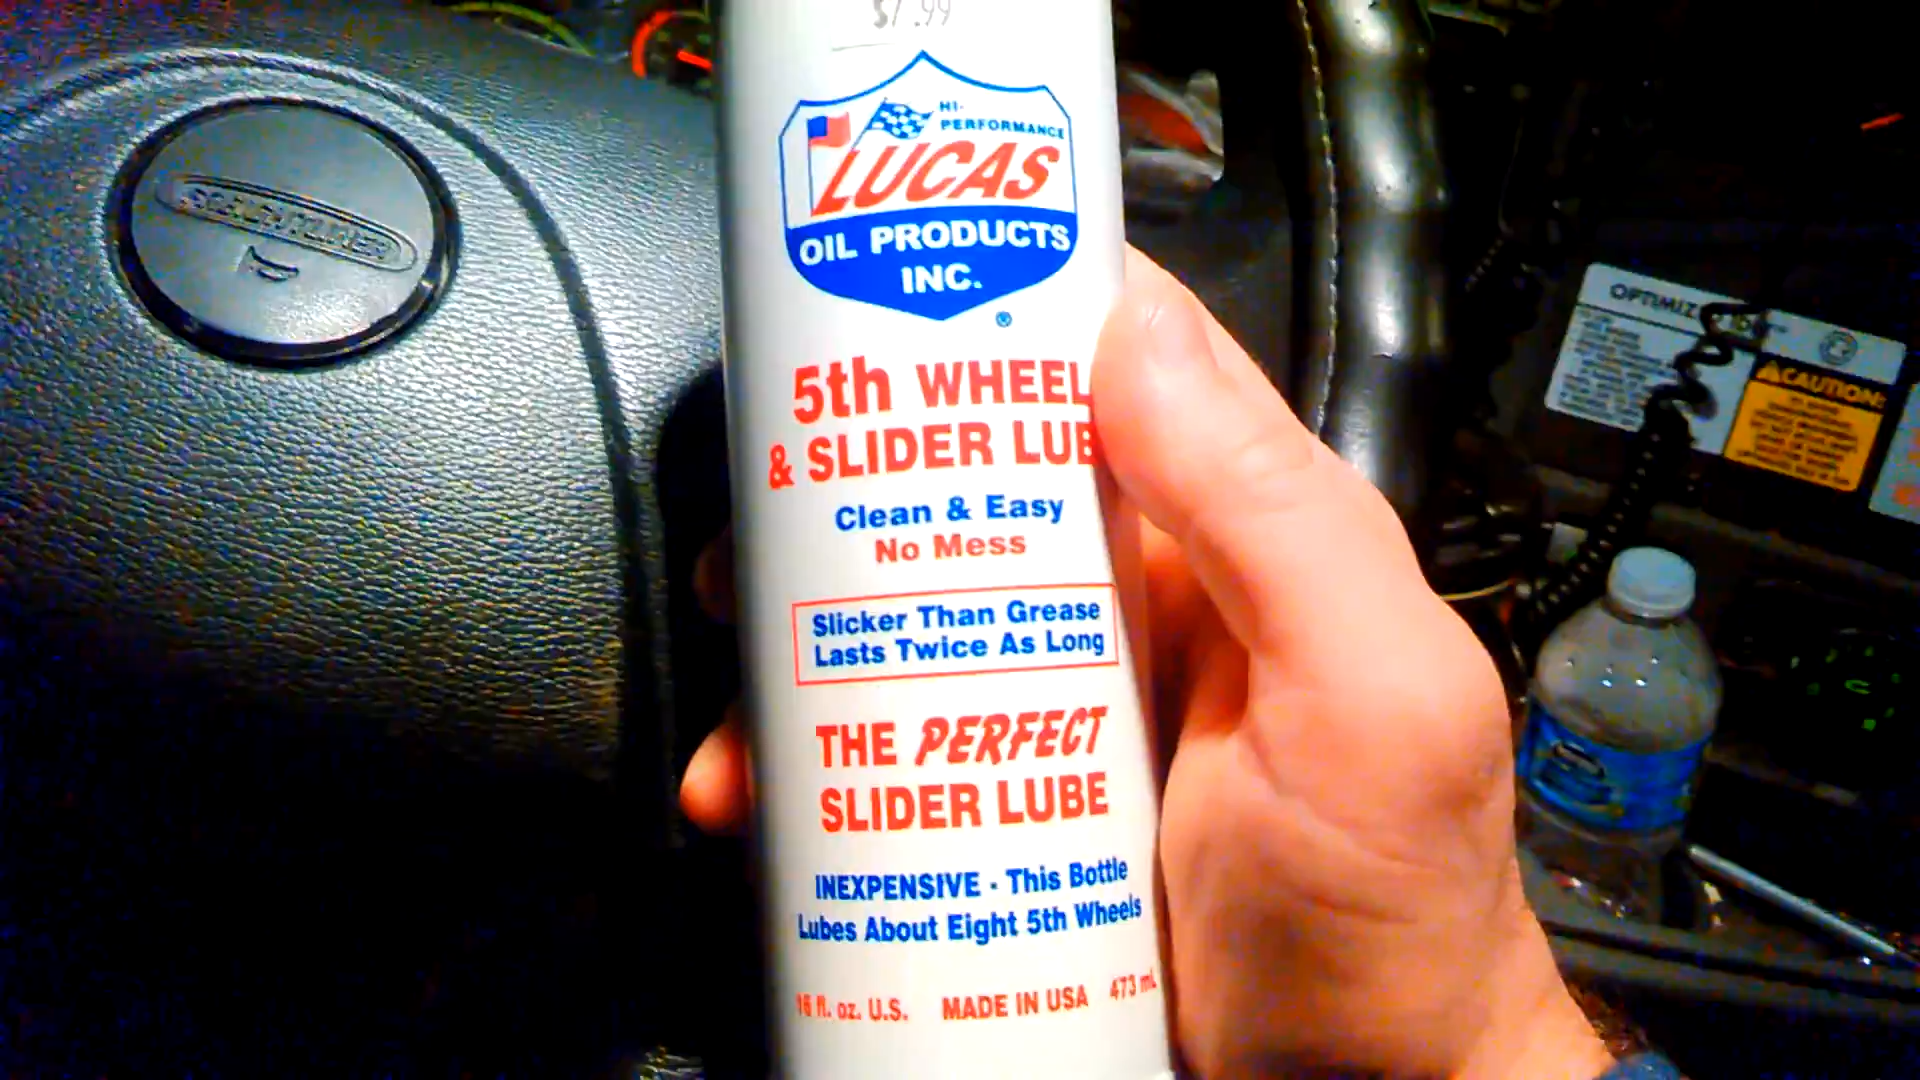 $7.99
HI-
PERFORMANCE
LUCAS
OIL PRODUCTS
INC.
®
5th WHEEL
& SLIDER LUB
Clean & Easy
No Mess
Slicker Than Grease
Lasts Twice As Long
THE PERFECT
SLIDER LUBE
INEXPENSIVE - This Bottle
Lubes About Eight 5th Wheels
16 fl. oz. U.S. MADE IN USA 473 mL
FREIGHTLINER
OPTIMIZ
CAUTION: